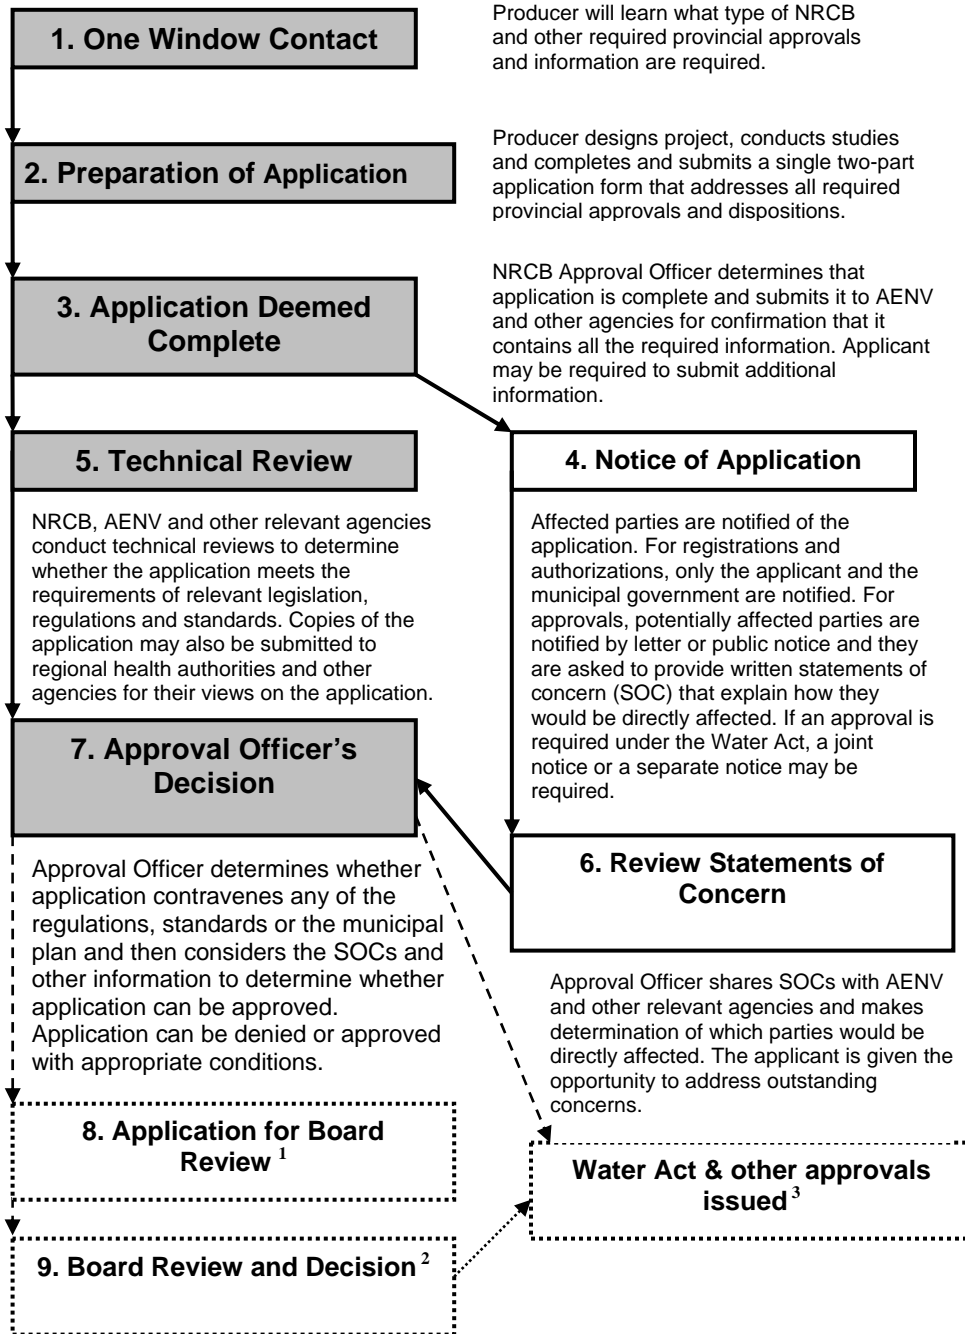 1. One Window Contact
Producer will learn what type of NRCB
and other required provincial approvals
and information are required.
2. Preparation of Application
Producer designs project, conducts studies
and completes and submits a single two-part
application form that addresses all required
provincial approvals and dispositions.
3. Application Deemed
Complete
NRCB Approval Officer determines that
application is complete and submits it to AENV
and other agencies for confirmation that it
contains all the required information. Applicant
may be required to submit additional
information.
5. Technical Review
NRCB, AENV and other relevant agencies
conduct technical reviews to determine
whether the application meets the
requirements of relevant legislation,
regulations and standards. Copies of the
application may also be submitted to
regional health authorities and other
agencies for their views on the application.
4. Notice of Application
Affected parties are notified of the
application. For registrations and
authorizations, only the applicant and the
municipal government are notified. For
approvals, potentially affected parties are
notified by letter or public notice and they
are asked to provide written statements of
concern (SOC) that explain how they
would be directly affected. If an approval is
required under the Water Act, a joint
notice or a separate notice may be
required.
7. Approval Officer's
Decision
Approval Officer determines whether
application contravenes any of the
regulations, standards or the municipal
plan and then considers the SOCs and
other information to determine whether
application can be approved.
Application can be denied or approved
with appropriate conditions.
6. Review Statements of
Concern
Approval Officer shares SOCs with AENV
and other relevant agencies and makes
determination of which parties would be
directly affected. The applicant is given the
opportunity to address outstanding
concerns.
8. Application for Board
Review 1
Water Act & other approvals
issued 3
9. Board Review and Decision 2